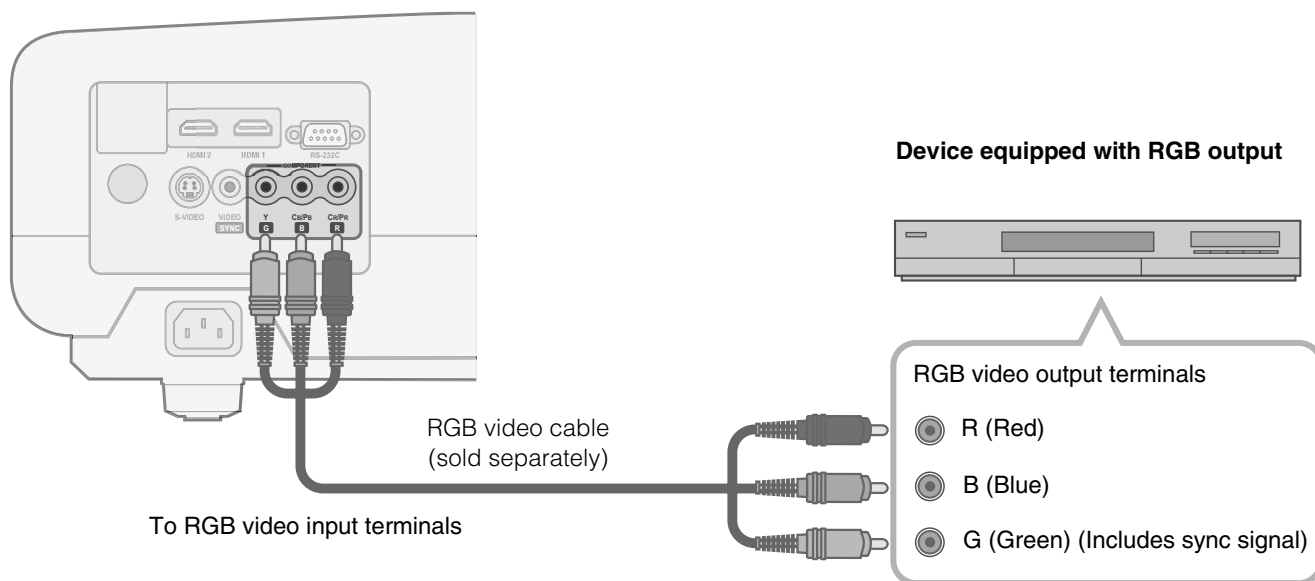 HDMI 2 HDMI 1 RS-232C
COMPONENT
S-VIDEO VIDEO Y CB/PB CR/PR
SYNC G B R
Device equipped with RGB output
RGB video output terminals
R (Red)
B (Blue)
G (Green) (Includes sync signal)
RGB video cable
(sold separately)
To RGB video input terminals